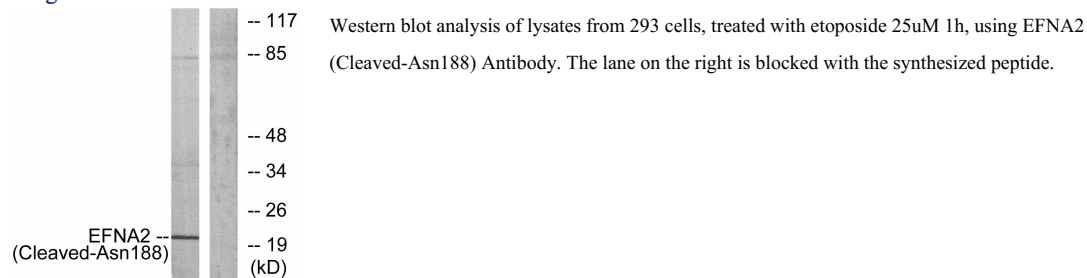 -- 117
-- 85
-- 48
-- 34
-- 26
-- 19
(kD)
EFNA2 --
(Cleaved-Asn188)
Western blot analysis of lysates from 293 cells, treated with etoposide 25uM 1h, using EFNA2
(Cleaved-Asn188) Antibody. The lane on the right is blocked with the synthesized peptide.